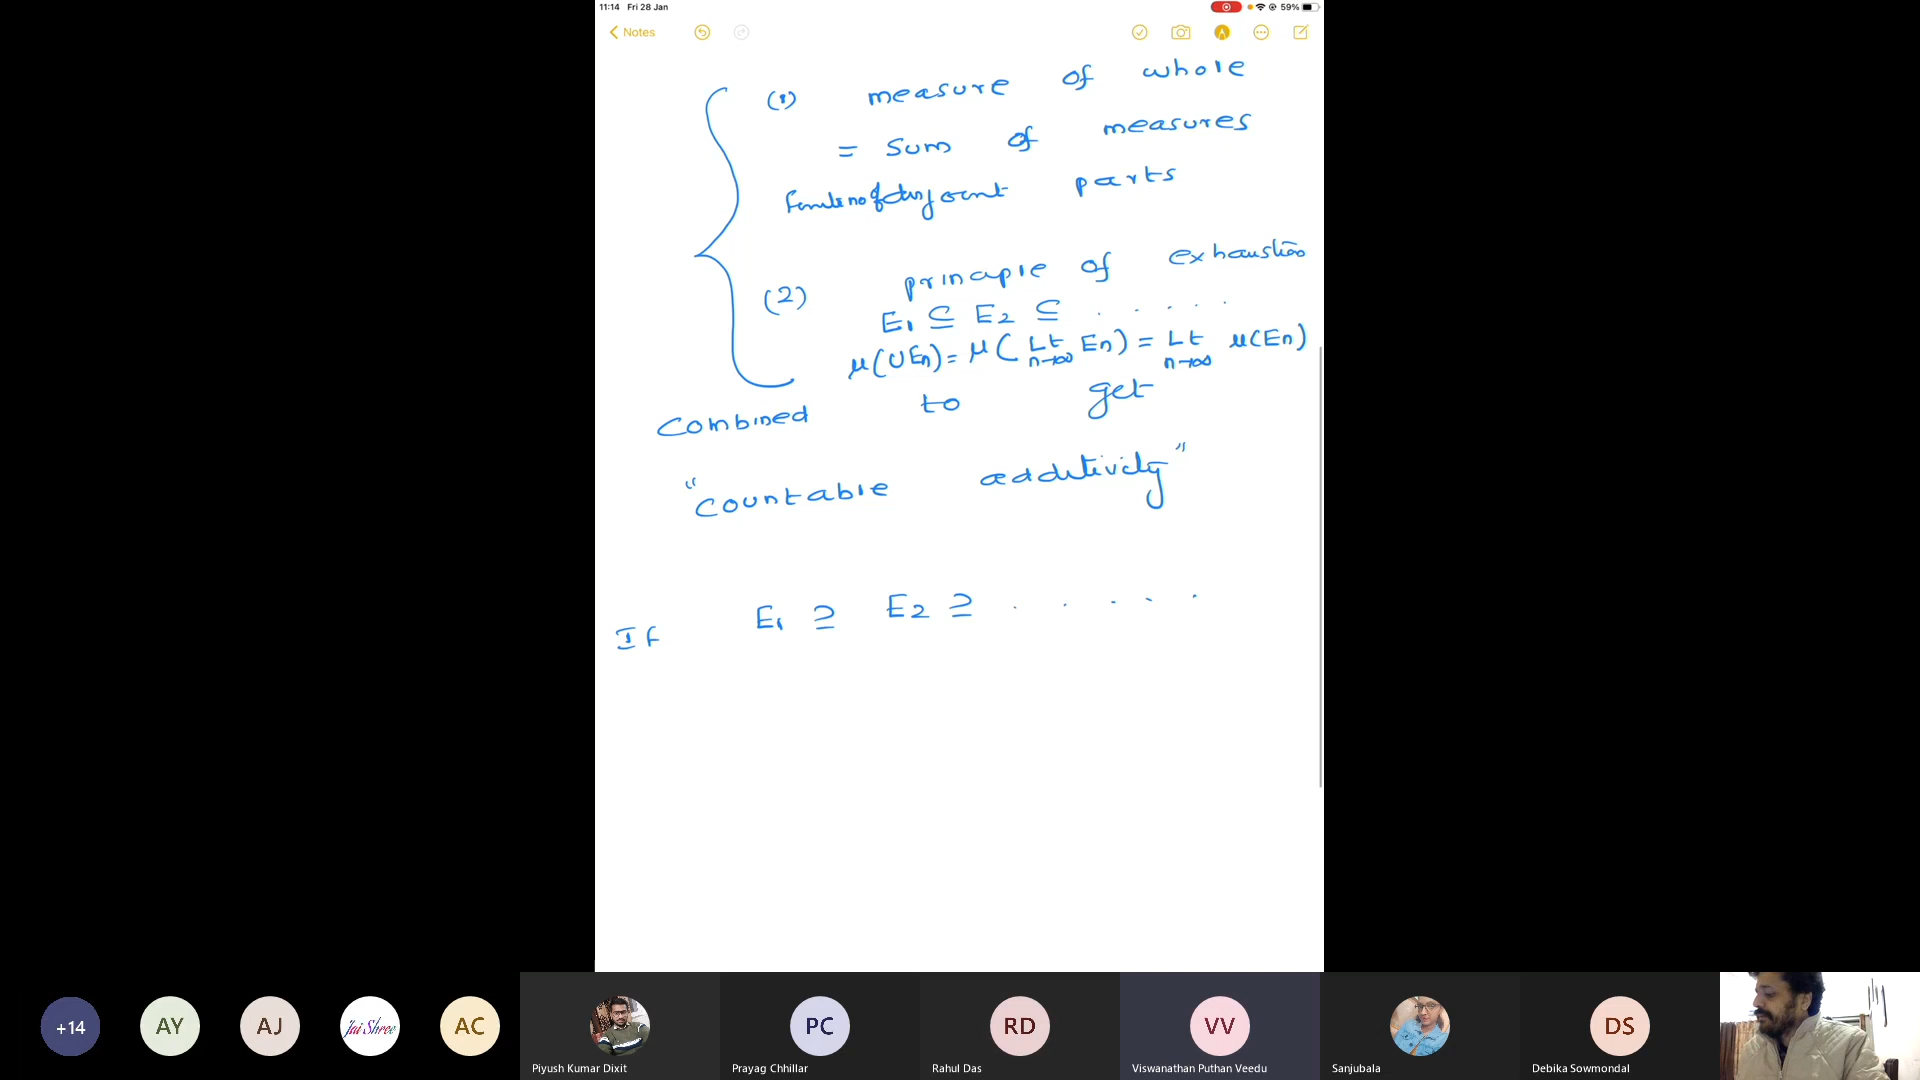 11:14 Fri 28 Jan
59%
Notes
(1) measure of whole
= sum of measures
Finite no of disjoint parts
(2) principle of exhaustion
E₁ ⊆ E₂ ⊆ . . . . .
μ(∪Eₙ) = μ( Lt n→∞ Eₙ) = Lt n→∞ μ(Eₙ)
combined to get
"countable additivity"
If E₁ ⊇ E₂ ⊇ . . . . .
+14
AY
AJ
Jai Shree
AC
PC
RD
VV
DS
Piyush Kumar Dixit
Prayag Chhillar
Rahul Das
Viswanathan Puthan Veedu
Sanjubala
Debika Sowmondal